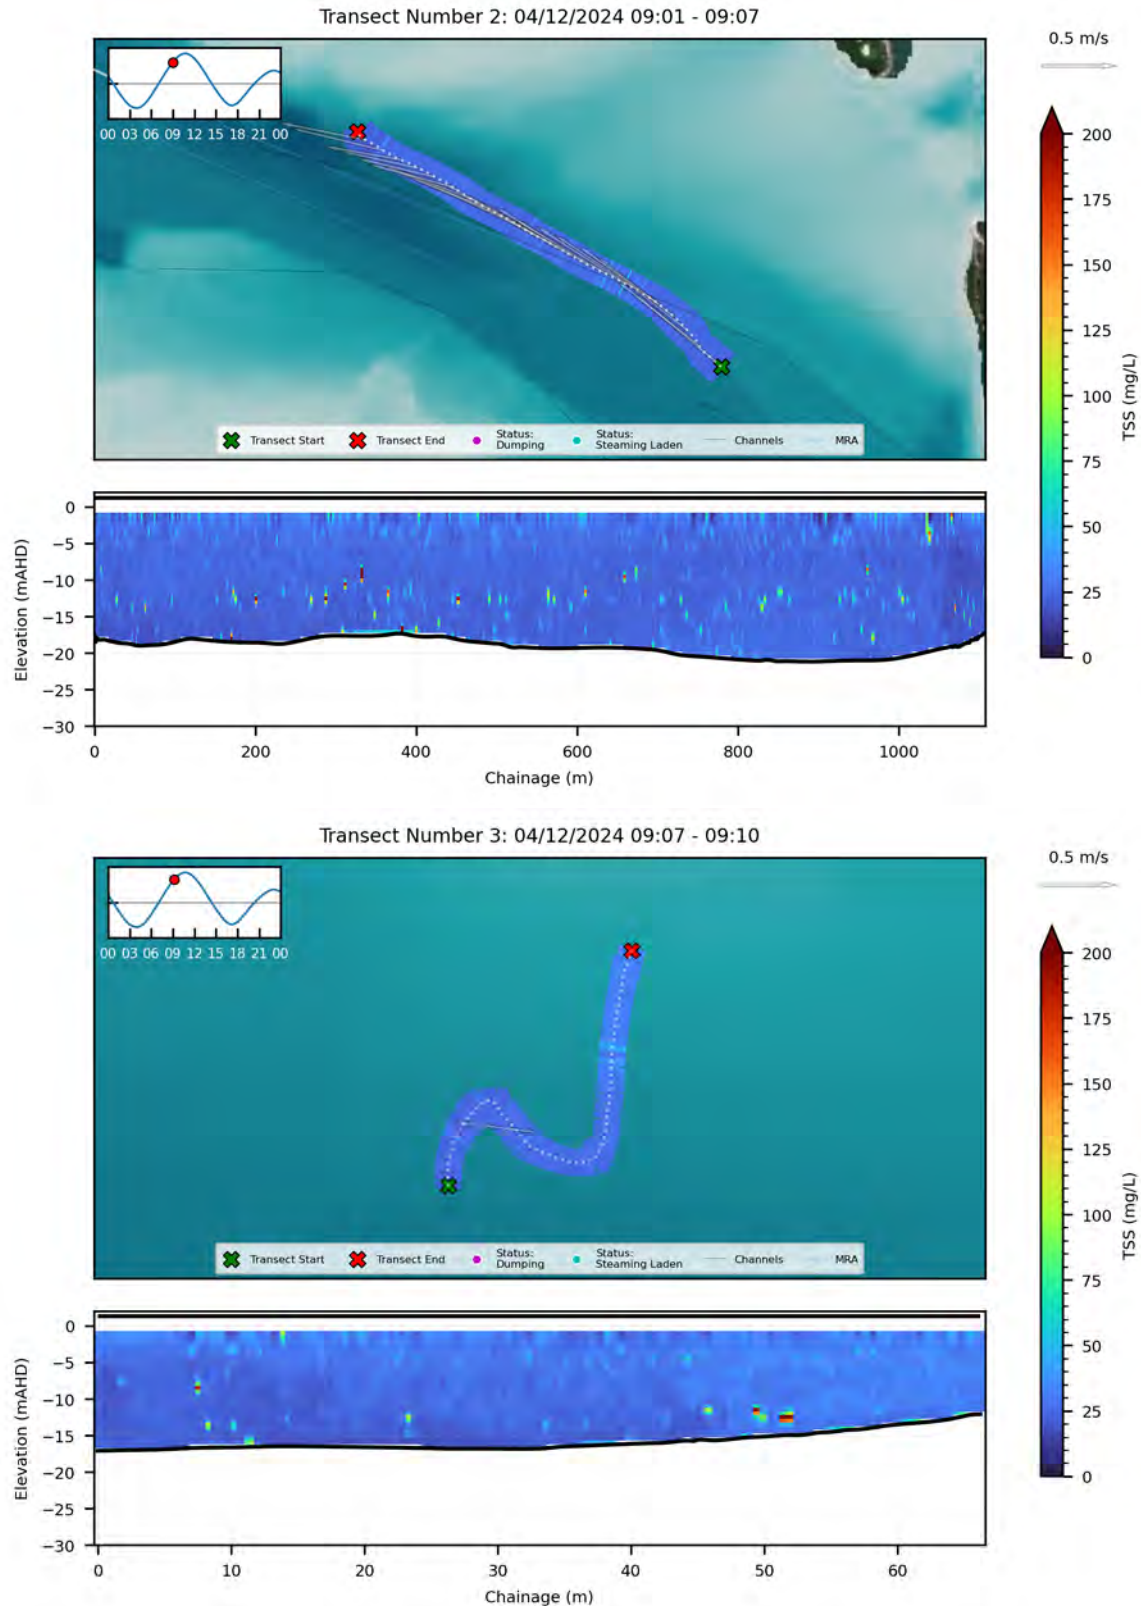 Transect Number 2: 04/12/2024 09:01 - 09:07
0.5 m/s
00 03 06 09 12 15 18 21 00
Transect Start
Transect End
Status:
Dumping
Status:
Steaming Laden
Channels
MRA
200
175
150
125
100
75
50
25
0
TSS (mg/L)
Elevation (mAHD)
0
−5
−10
−15
−20
−25
−30
0 200 400 600 800 1000
Chainage (m)
Transect Number 3: 04/12/2024 09:07 - 09:10
0.5 m/s
00 03 06 09 12 15 18 21 00
Transect Start
Transect End
Status:
Dumping
Status:
Steaming Laden
Channels
MRA
200
175
150
125
100
75
50
25
0
TSS (mg/L)
Elevation (mAHD)
0
−5
−10
−15
−20
−25
−30
0 10 20 30 40 50 60
Chainage (m)